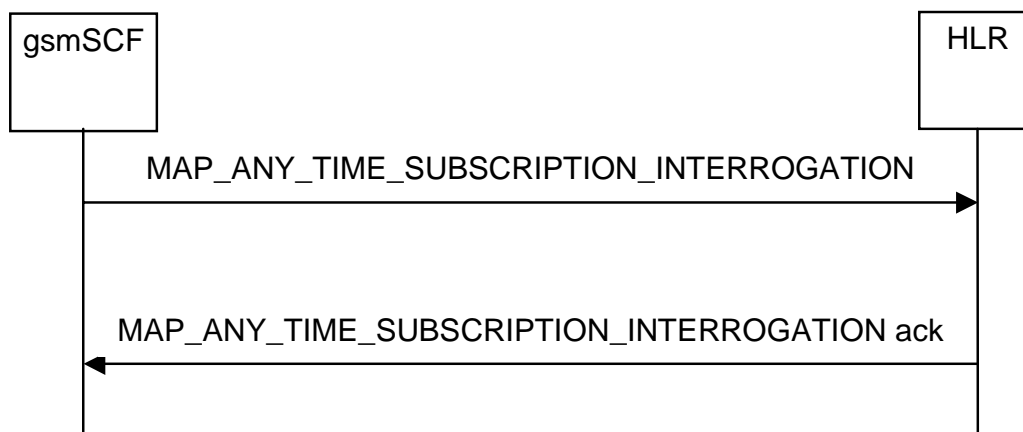 gsmSCF
HLR
MAP_ANY_TIME_SUBSCRIPTION_INTERROGATION
MAP_ANY_TIME_SUBSCRIPTION_INTERROGATION ack